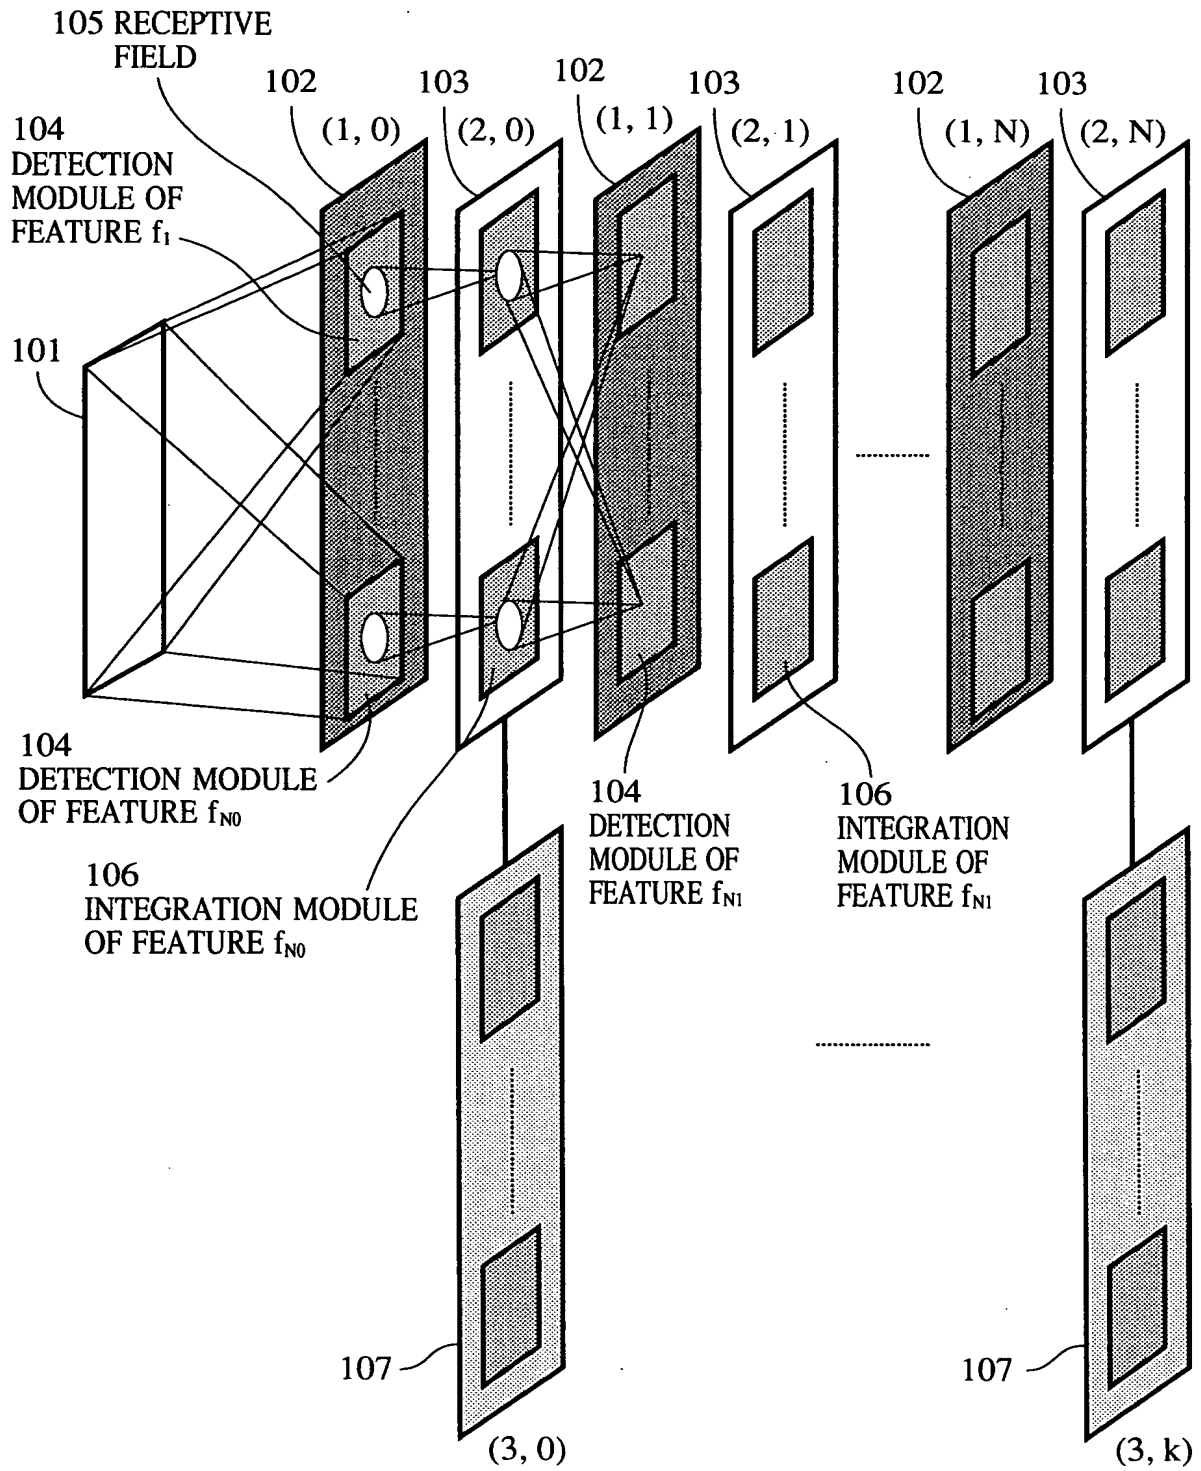 105 RECEPTIVE
FIELD
102
103
102
103
102
103
(1, 0)
(2, 0)
(1, 1)
(2, 1)
(1, N)
(2, N)
104
DETECTION
MODULE OF
FEATURE f1
101
104
DETECTION MODULE
OF FEATURE fN0
106
INTEGRATION MODULE
OF FEATURE fN0
104
DETECTION
MODULE OF
FEATURE fN1
106
INTEGRATION
MODULE OF
FEATURE fN1
107
107
(3, 0)
(3, k)